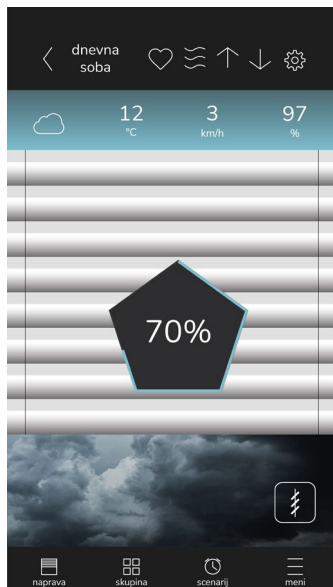 dnevna
soba
12
°C
3
km/h
97
%
70%
naprava
skupina
scenarij
meni